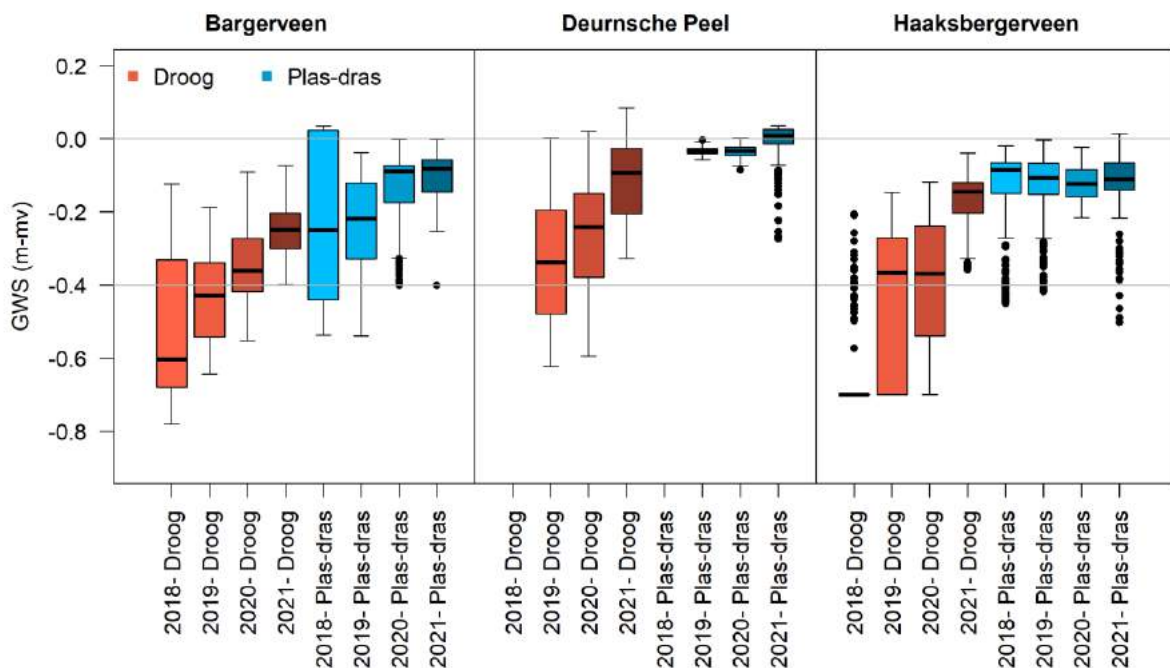 Bargerveen
Deurnsche Peel
Haaksbergerveen
Droog
Plas-dras
GWS (m-mv)
0.2
0.0
-0.2
-0.4
-0.6
-0.8
2018- Droog
2019- Droog
2020- Droog
2021- Droog
2018- Plas-dras
2019- Plas-dras
2020- Plas-dras
2021- Plas-dras
2018- Droog
2019- Droog
2020- Droog
2021- Droog
2018- Plas-dras
2019- Plas-dras
2020- Plas-dras
2021- Plas-dras
2018- Droog
2019- Droog
2020- Droog
2021- Droog
2018- Plas-dras
2019- Plas-dras
2020- Plas-dras
2021- Plas-dras